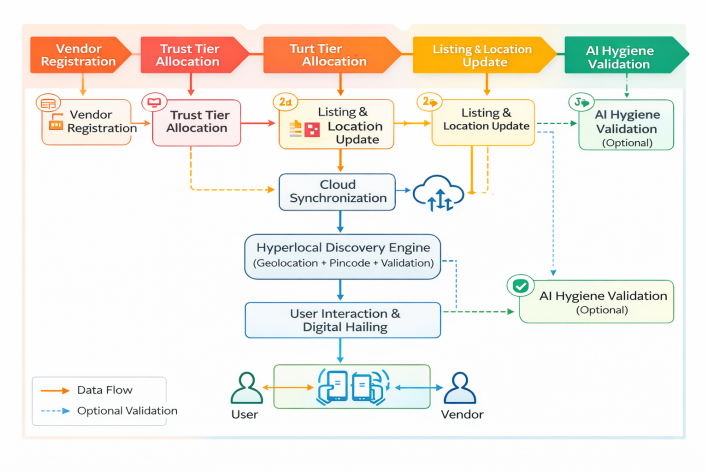 Vendor
Registration
Trust Tier
Allocation
Turt Tier
Allocation
Listing & Location
Update
AI Hygiene
Validation
Vendor
Registration
Trust Tier
Allocation
2d
Listing &
Location
Update
2
Listing &
Location Update
J
AI Hygiene
Validation
(Optional)
Cloud
Synchronization
Hyperlocal Discovery Engine
(Geolocation + Pincode + Validation)
AI Hygiene Validation
(Optional)
User Interaction &
Digital Hailing
Data Flow
Optional Validation
User
Vendor